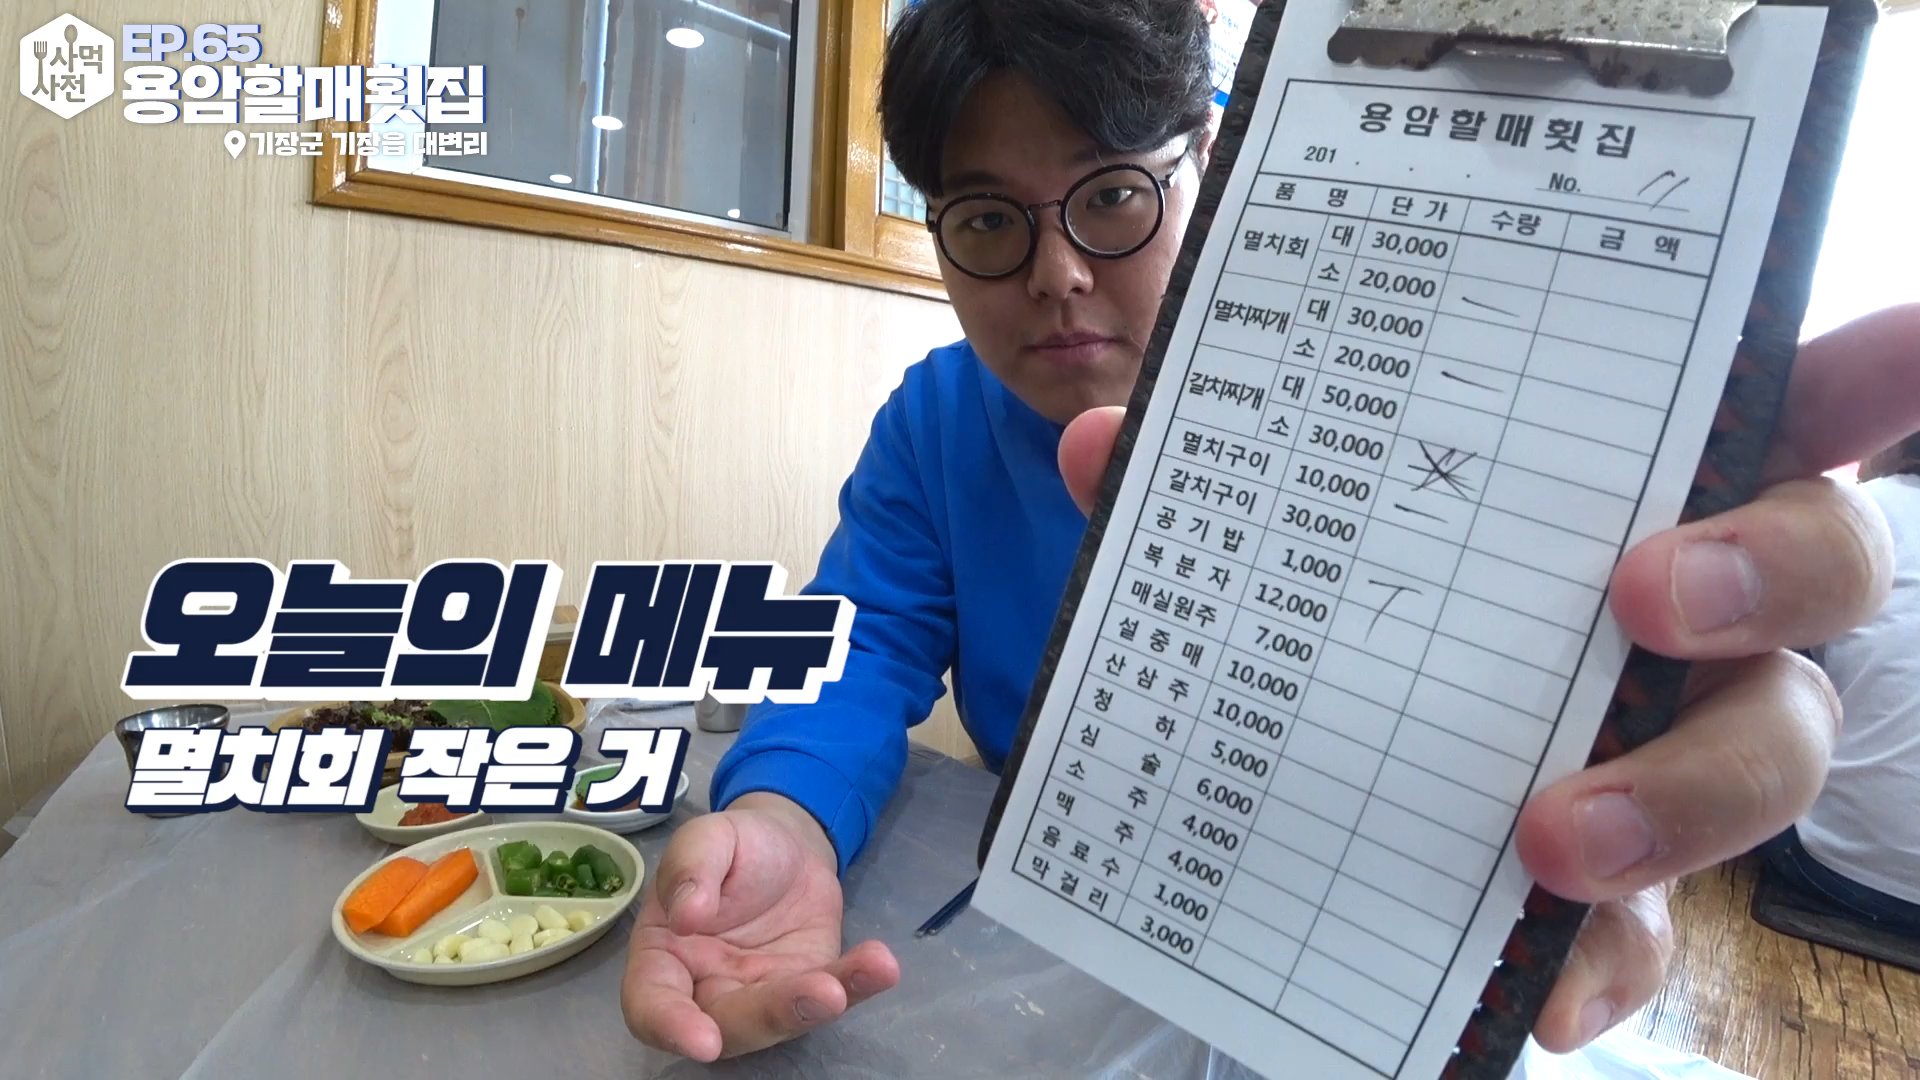 사먹
사전
EP.65
용암할매횟집
기장군 기장읍 대변리
오늘의 메뉴
멸치회 작은 거
용암할매횟집
201 . . . No. 11
품 명 단 가 수량 금 액
멸치회 대 30,000
소 20,000 一
멸치찌개 대 30,000
소 20,000 一
갈치찌개 대 50,000
소 30,000
멸치구이 10,000 一
갈치구이 30,000
공 기 밥 1,000 T
복 분 자 12,000
매실원주 7,000
설 중 매 10,000
산 삼 주 10,000
청 하 5,000
심 술 6,000
소 주 4,000
맥 주 4,000
음 료 수 1,000
막 걸 리 3,000